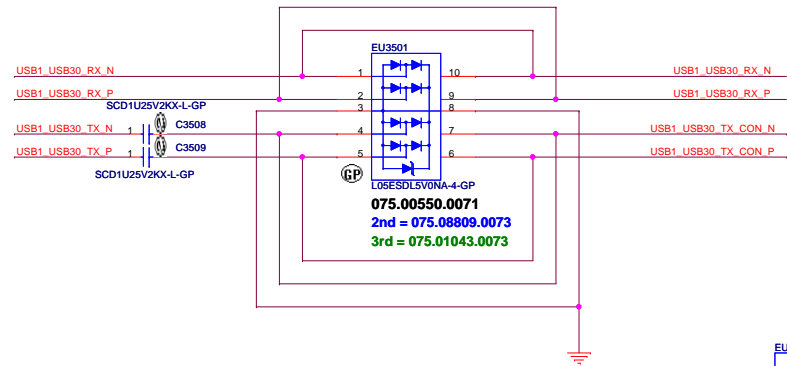 EU3501
USB1_USB30_RX_N 1 10 USB1_USB30_RX_N
USB1_USB30_RX_P 2 9 USB1_USB30_RX_P
SCD1U25V2KX-L-GP 3 8
USB1_USB30_TX_N 1 C3508 4 7 USB1_USB30_TX_CON_N
USB1_USB30_TX_P 1 C3509 5 6 USB1_USB30_TX_CON_P
SCD1U25V2KX-L-GP GP L05ESDL5V0NA-4-GP
075.00550.0071
2nd = 075.08809.0073
3rd = 075.01043.0073
EU